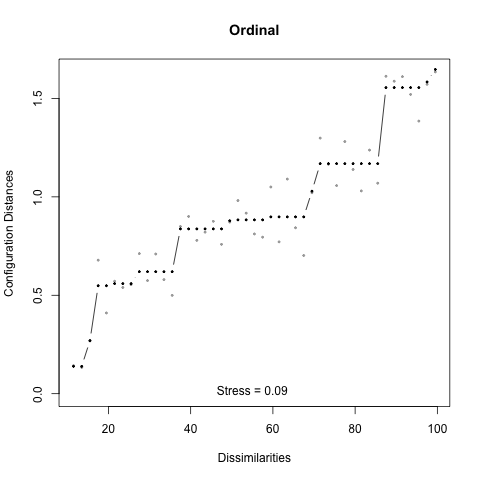 Ordinal
Configuration Distances
1.5
1.0
0.5
0.0
Stress = 0.09
20 40 60 80 100
Dissimilarities